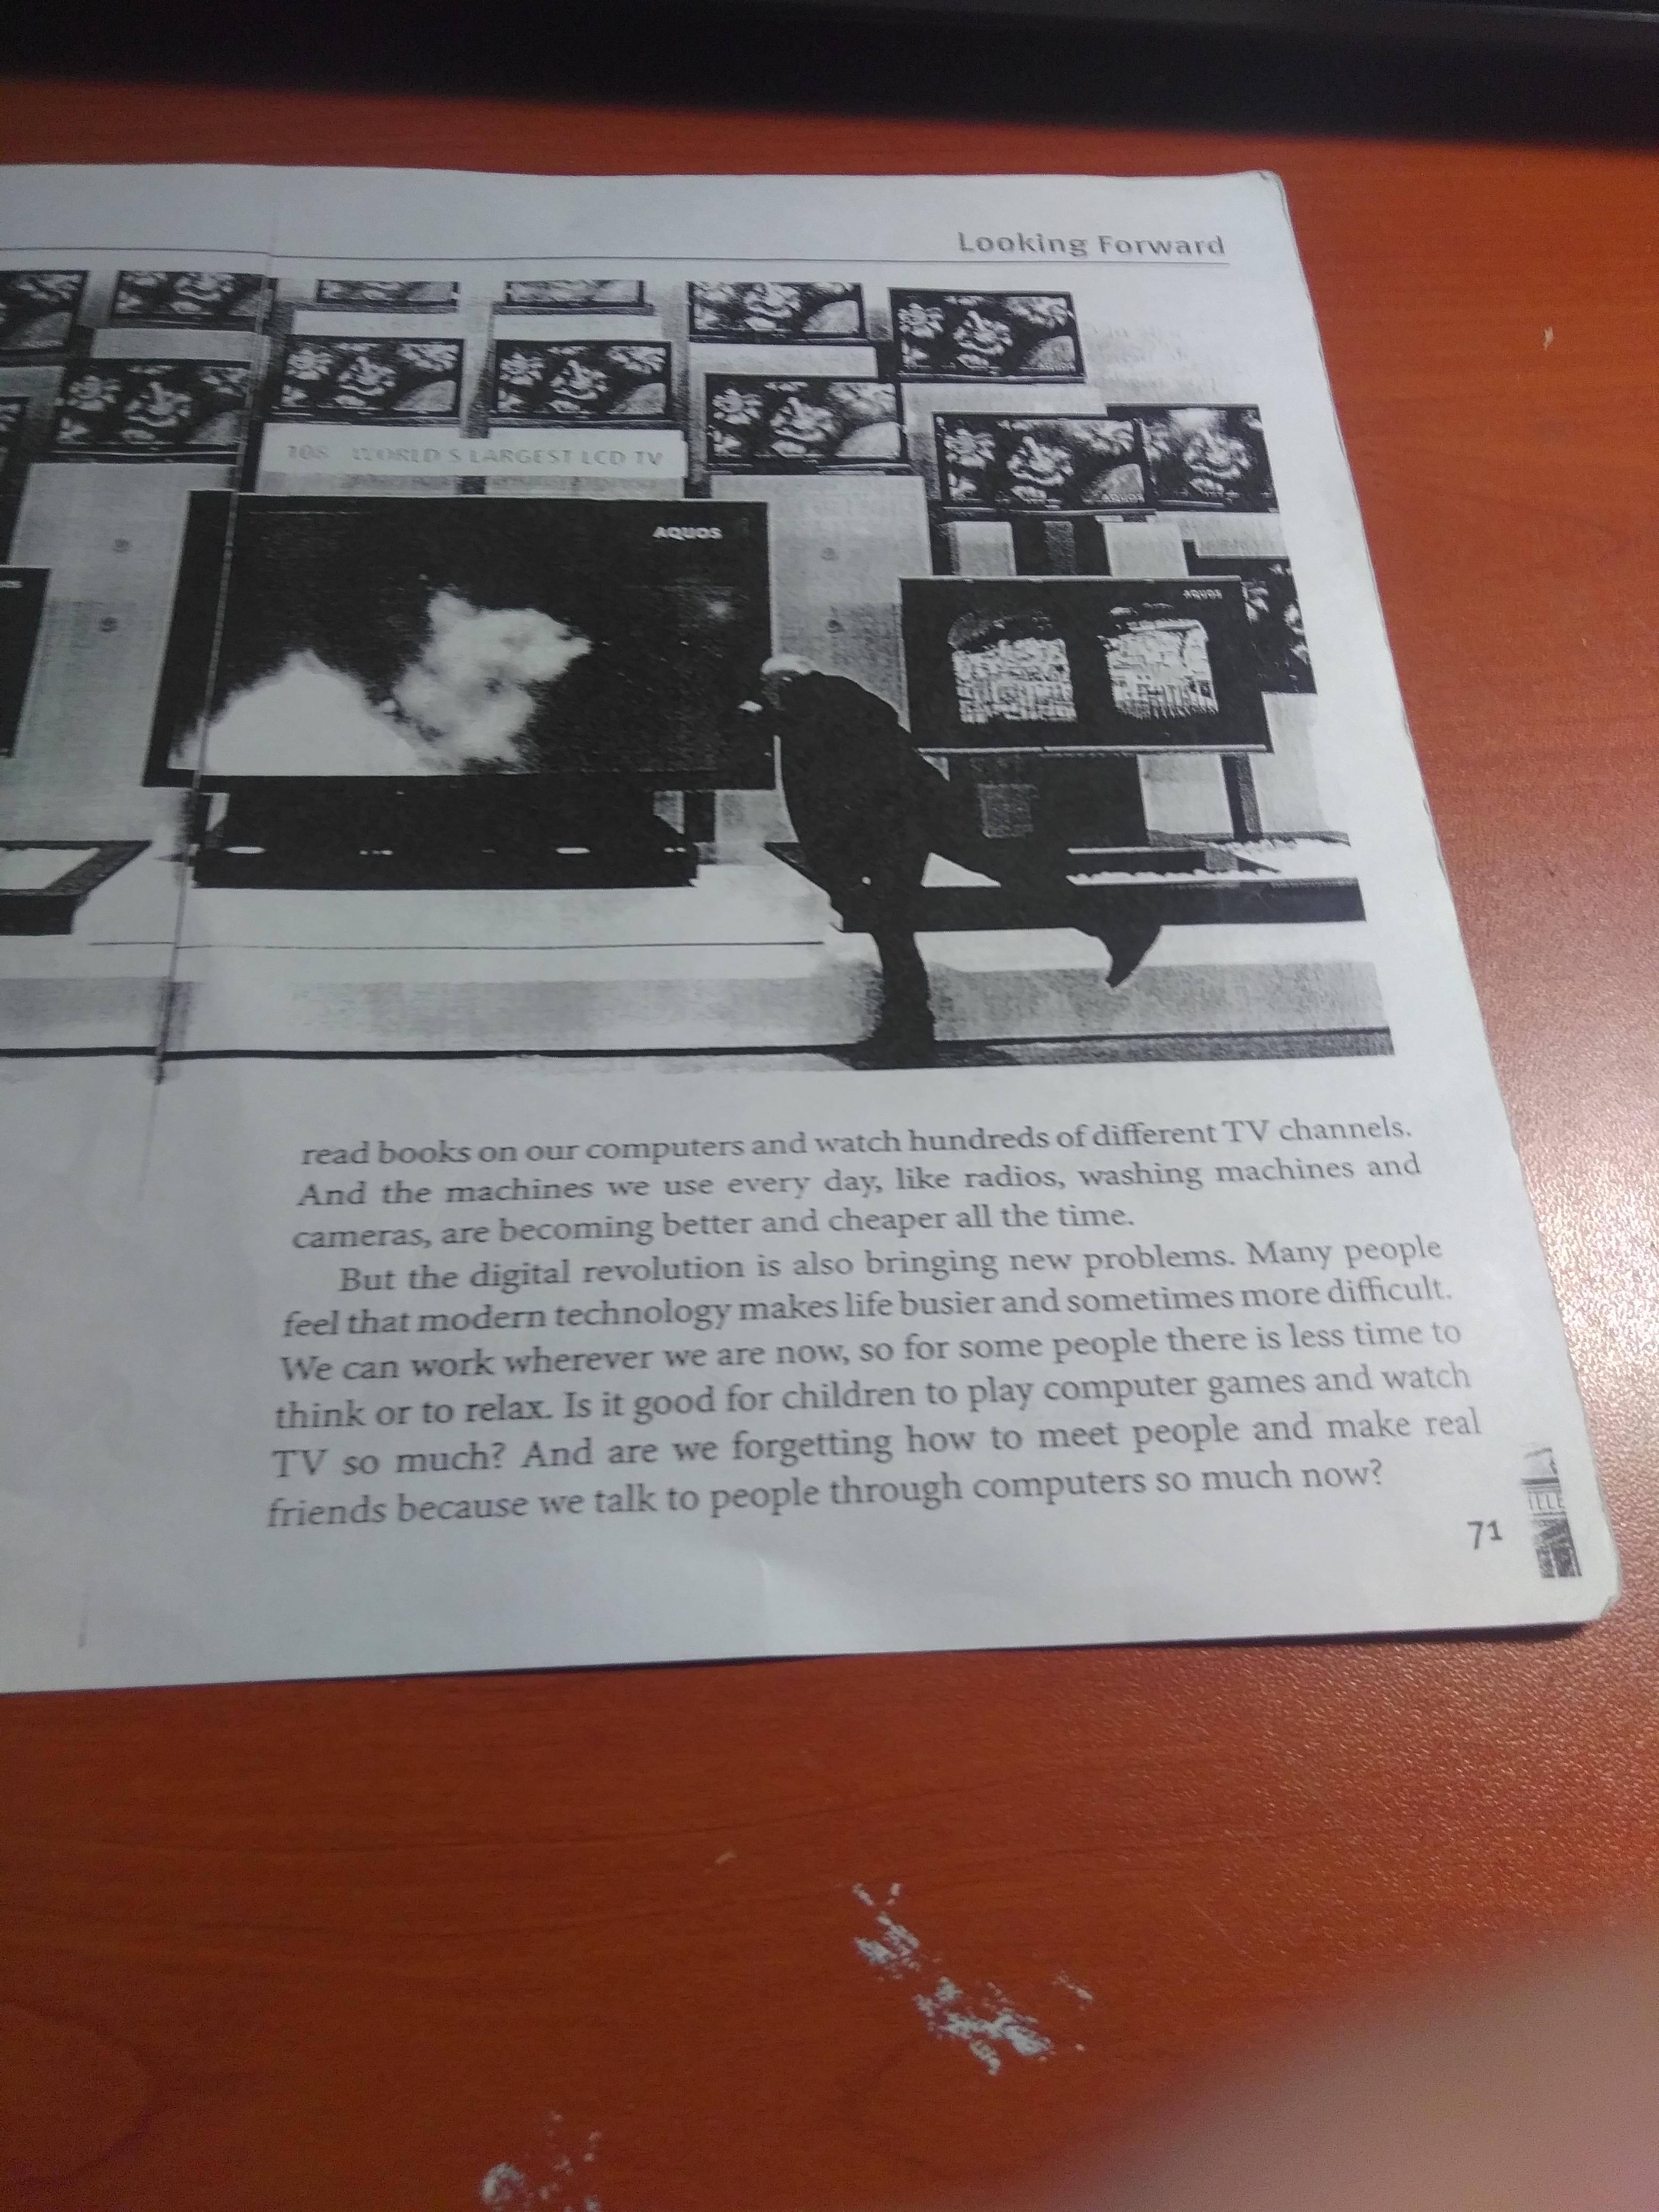 Looking Forward
108 WORLD S LARGEST LCD TV
AQUOS
AQUOS
AQUOS
read books on our computers and watch hundreds of different TV channels.
And the machines we use every day, like radios, washing machines and
cameras, are becoming better and cheaper all the time.
But the digital revolution is also bringing new problems. Many people
feel that modern technology makes life busier and sometimes more difficult.
We can work wherever we are now, so for some people there is less time to
think or to relax. Is it good for children to play computer games and watch
TV so much? And are we forgetting how to meet people and make real
friends because we talk to people through computers so much now?
71